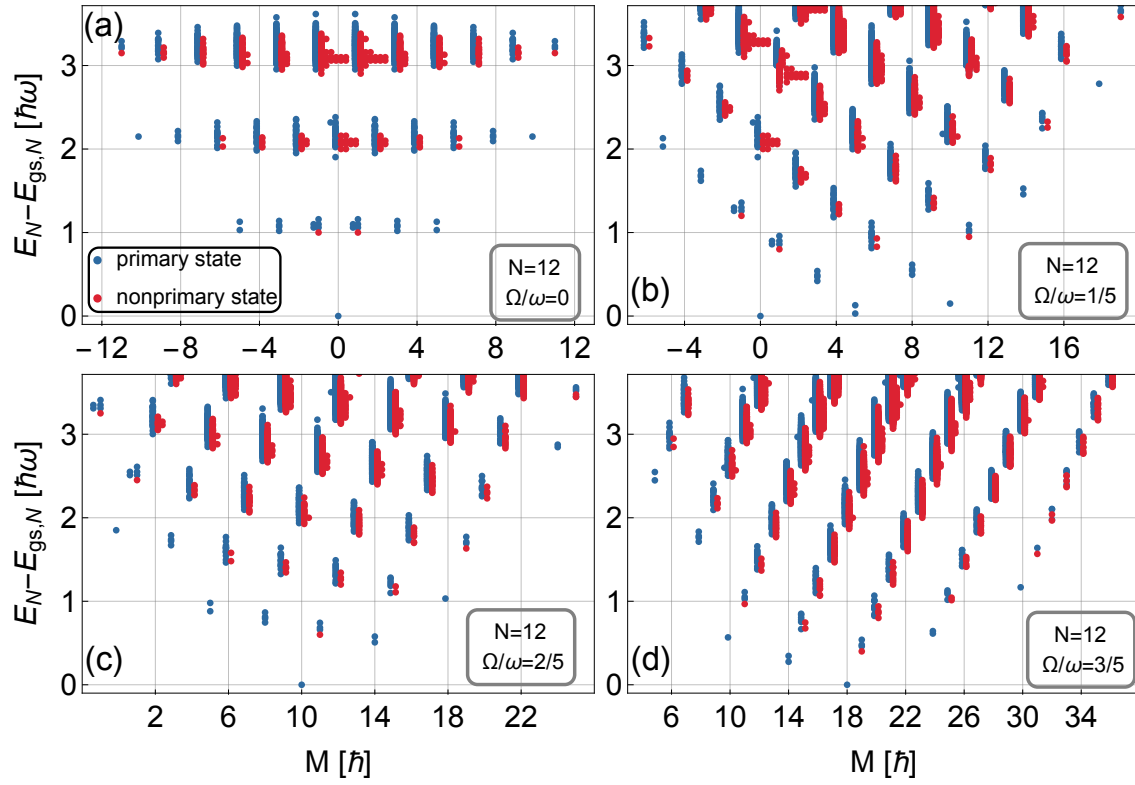 (a)
E_N−E_gs,N [ħω]
3
2
1
0
primary state
nonprimary state
N=12
Ω/ω=0
−12
−8
−4
0
4
8
12
(b)
3
2
1
0
N=12
Ω/ω=1/5
−4
0
4
8
12
16
(c)
E_N−E_gs,N [ħω]
3
2
1
0
N=12
Ω/ω=2/5
2
6
10
14
18
22
M [ħ]
(d)
3
2
1
0
N=12
Ω/ω=3/5
6
10
14
18
22
26
30
34
M [ħ]